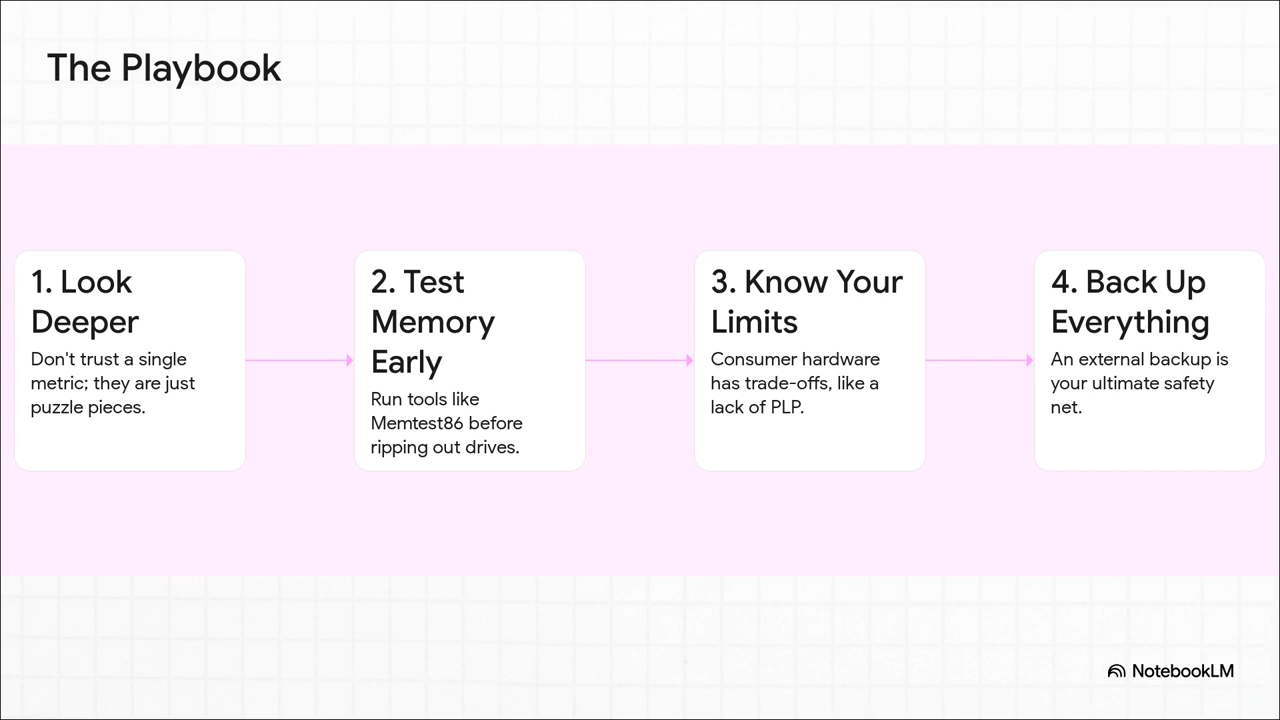 The Playbook
1. Look
Deeper
Don't trust a single
metric; they are just
puzzle pieces.
2. Test
Memory
Early
Run tools like
Memtest86 before
ripping out drives.
3. Know Your
Limits
Consumer hardware
has trade-offs, like a
lack of PLP.
4. Back Up
Everything
An external backup is
your ultimate safety
net.
NotebookLM